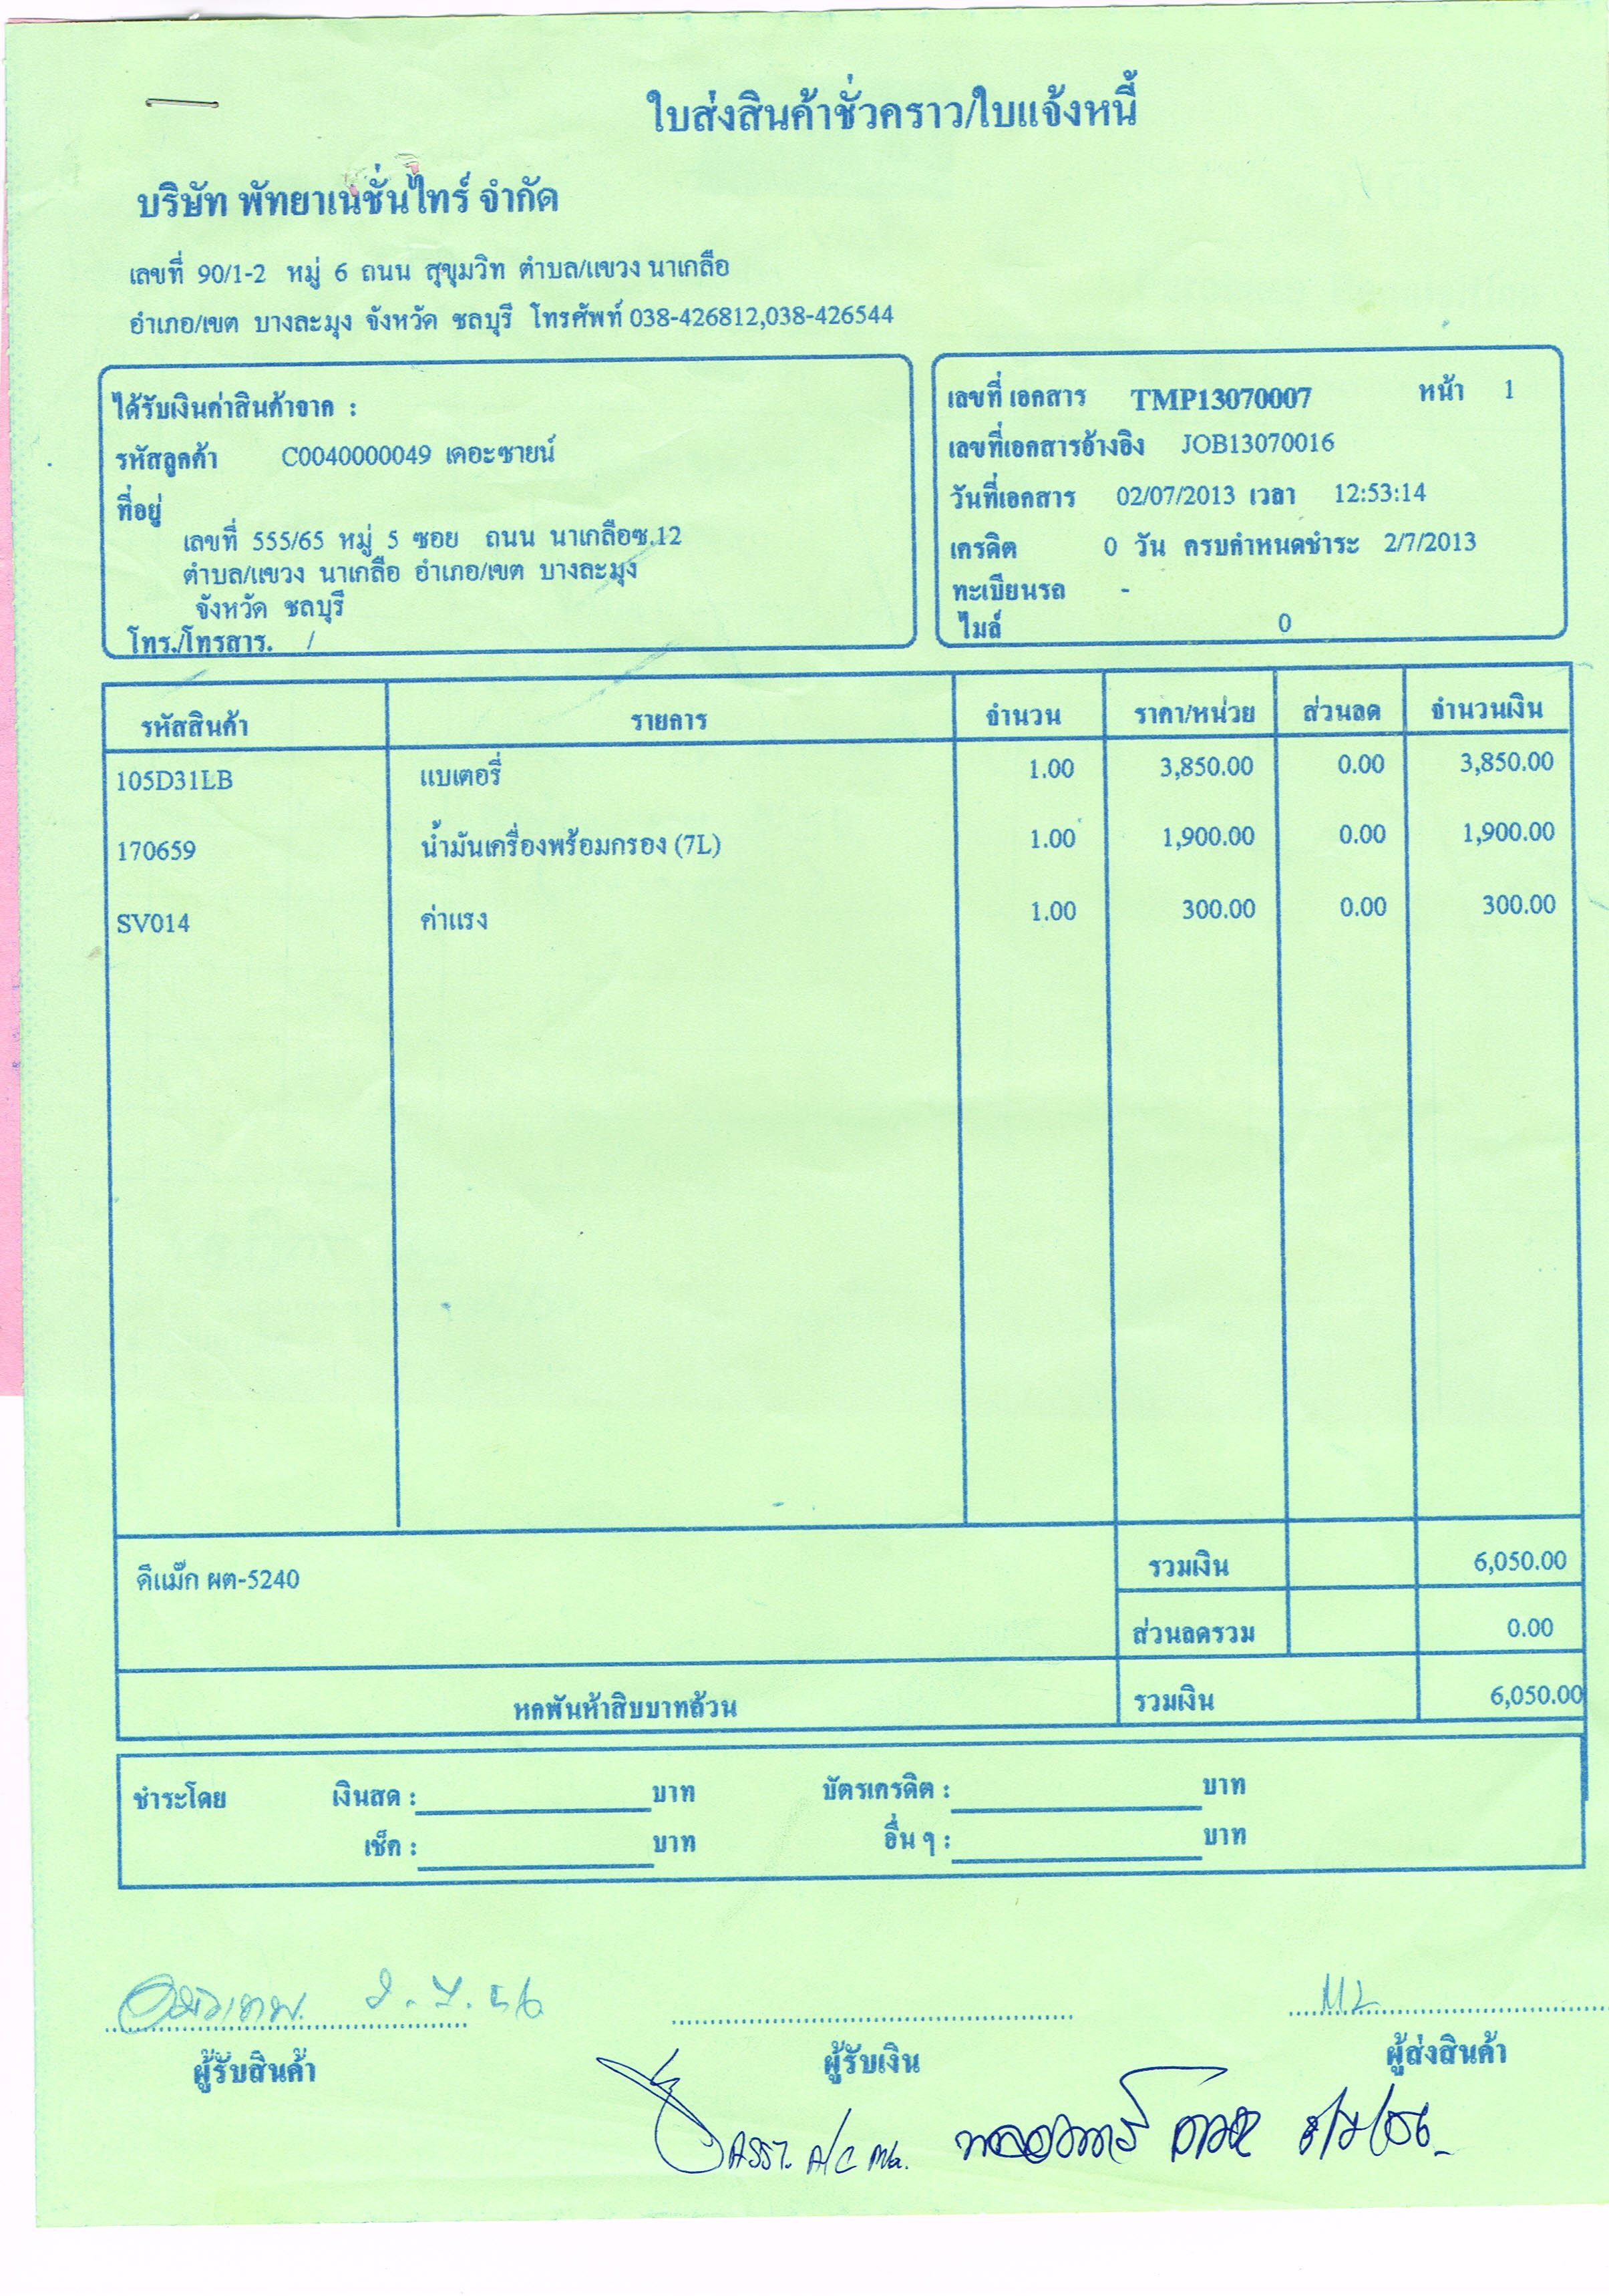 ใบส่งสินค้าชั่วคราว/ใบแจ้งหนี้
บริษัท พัทยาเนชั่นไทร์ จำกัด
เลขที่ 90/1-2 หมู่ 6 ถนน สุขุมวิท ตำบล/แขวง นาเกลือ
อำเภอ/เขต บางละมุง จังหวัด ชลบุรี โทรศัพท์ 038-426812,038-426544
ได้รับเงินค่าสินค้าจาก :
รหัสลูกค้า C0040000049 เดอะซายน์
ที่อยู่
เลขที่ 555/65 หมู่ 5 ซอย ถนน นาเกลือซ.12
ตำบล/แขวง นาเกลือ อำเภอ/เขต บางละมุง
จังหวัด ชลบุรี
โทร./โทรสาร. /
เลขที่ เอกสาร TMP13070007 หน้า 1
เลขที่เอกสารอ้างอิง JOB13070016
วันที่เอกสาร 02/07/2013 เวลา 12:53:14
เครดิต 0 วัน ครบกำหนดชำระ 2/7/2013
ทะเบียนรถ -
ไมล์ 0
รหัสสินค้า รายการ จำนวน ราคา/หน่วย ส่วนลด จำนวนเงิน
105D31LB แบเตอรี่ 1.00 3,850.00 0.00 3,850.00
170659 น้ำมันเครื่องพร้อมกรอง (7L) 1.00 1,900.00 0.00 1,900.00
SV014 ค่าแรง 1.00 300.00 0.00 300.00
ดีแม๊ก ผต-5240 รวมเงิน 6,050.00
ส่วนลดรวม 0.00
หกพันห้าสิบบาทล้วน รวมเงิน 6,050.00
ชำระโดย เงินสด : บาท บัตรเครดิต : บาท
เช็ค : บาท อื่น ๆ : บาท
2.7.56
ผู้รับสินค้า ผู้รับเงิน ผู้ส่งสินค้า
ASST. A/C